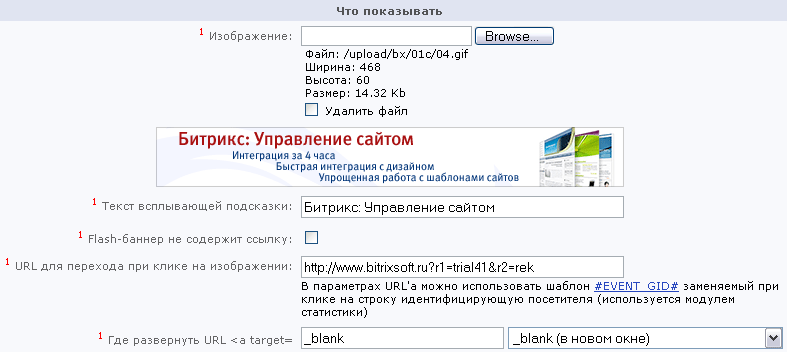 Что показывать
1 Изображение: Browse...
Файл: /upload/bx/01c/04.gif
Ширина: 468
Высота: 60
Размер: 14.32 Kb
Удалить файл
Битрикс: Управление сайтом
Интеграция за 4 часа
Быстрая интеграция с дизайном
Упрощенная работа с шаблонами сайтов
1 Текст всплывающей подсказки: Битрикс: Управление сайтом
1 Flash-баннер не содержит ссылку:
1 URL для перехода при клике на изображении: http://www.bitrixsoft.ru?r1=trial41&r2=rek
В параметрах URL'а можно использовать шаблон #EVENT_GID# заменяемый при
клике на строку идентифицирующую посетителя (используется модулем
статистики)
1 Где развернуть URL <a target= _blank _blank (в новом окне)